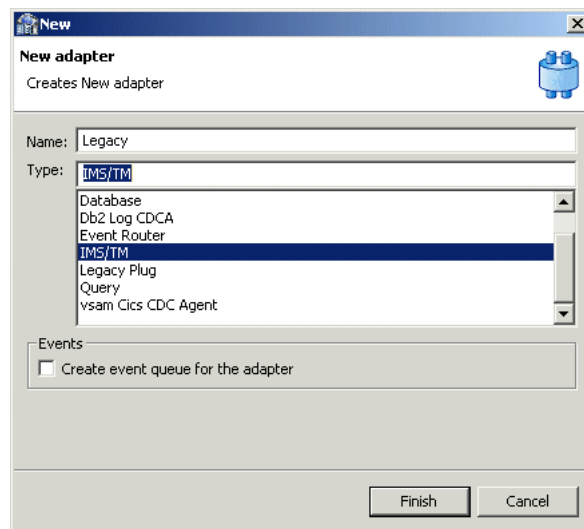 New
New adapter
Creates New adapter
Name: Legacy
Type: IMS/TM
Database
Db2 Log CDCA
Event Router
IMS/TM
Legacy Plug
Query
vsam Cics CDC Agent
Events
Create event queue for the adapter
Finish Cancel